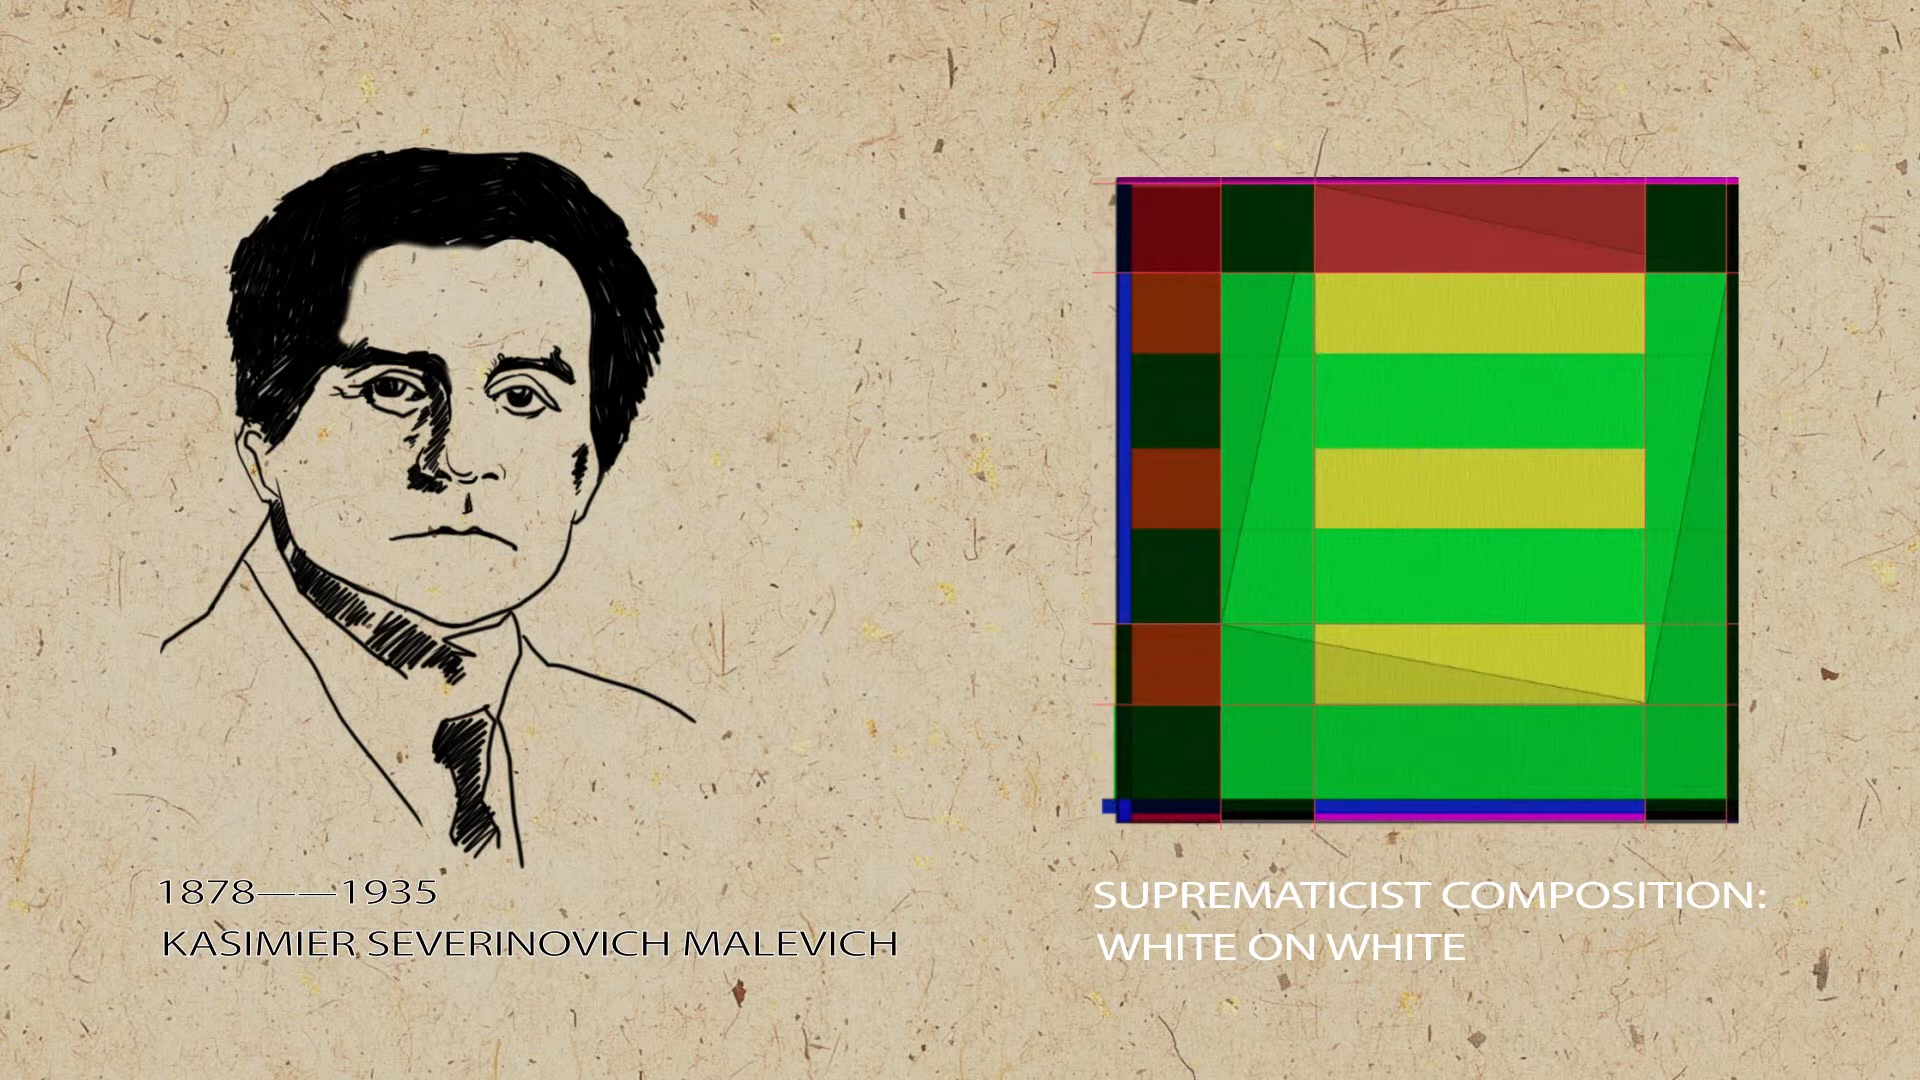 1878——1935
KASIMIER SEVERINOVICH MALEVICH
SUPREMATICIST COMPOSITION:
WHITE ON WHITE